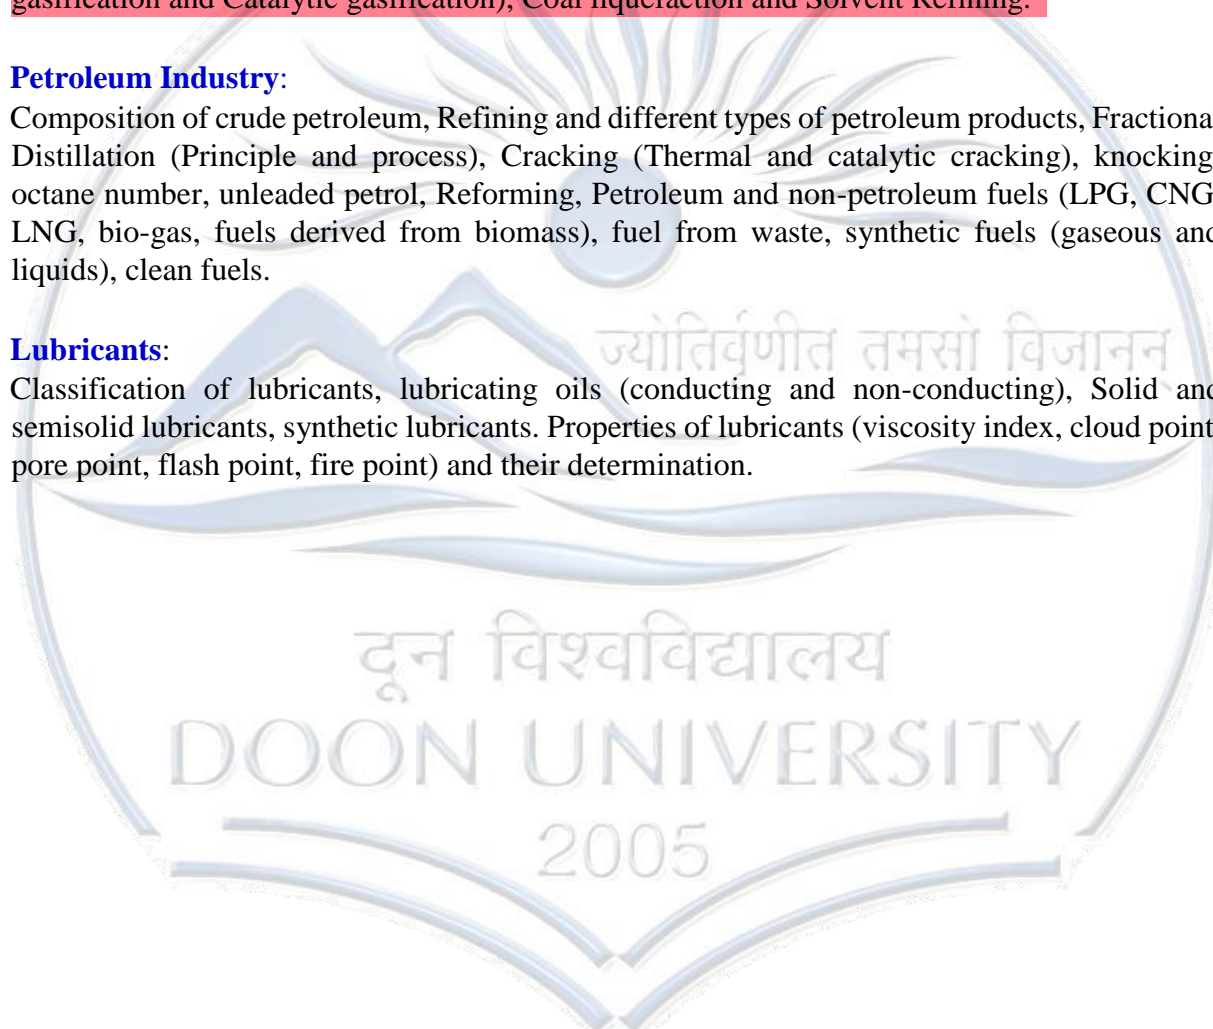 gasification and Catalytic gasification), Coal liquefaction and Solvent Refining.
Petroleum Industry:
Composition of crude petroleum, Refining and different types of petroleum products, Fractiona
Distillation (Principle and process), Cracking (Thermal and catalytic cracking), knocking
octane number, unleaded petrol, Reforming, Petroleum and non-petroleum fuels (LPG, CNG
LNG, bio-gas, fuels derived from biomass), fuel from waste, synthetic fuels (gaseous and
liquids), clean fuels.
ज्योतिर्वृणीत तमसो विजानन्
Lubricants:
Classification of lubricants, lubricating oils (conducting and non-conducting), Solid and
semisolid lubricants, synthetic lubricants. Properties of lubricants (viscosity index, cloud point
pore point, flash point, fire point) and their determination.
दून विश्वविद्यालय
DOON UNIVERSITY
2005